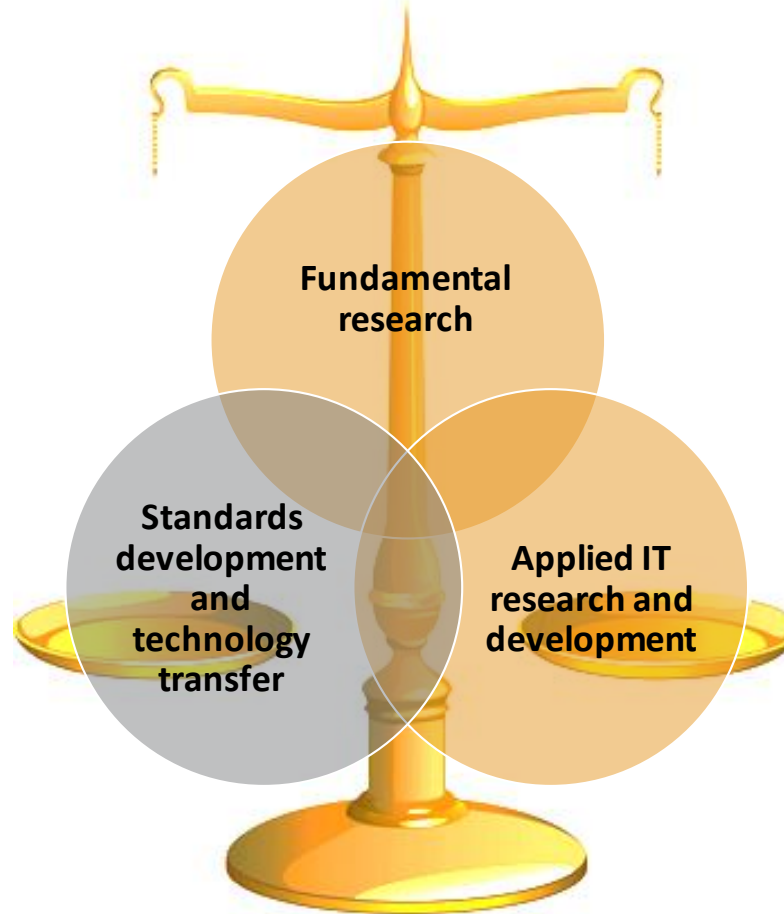 Fundamental
research
Standards
development
and
technology
transfer
Applied IT
research and
development